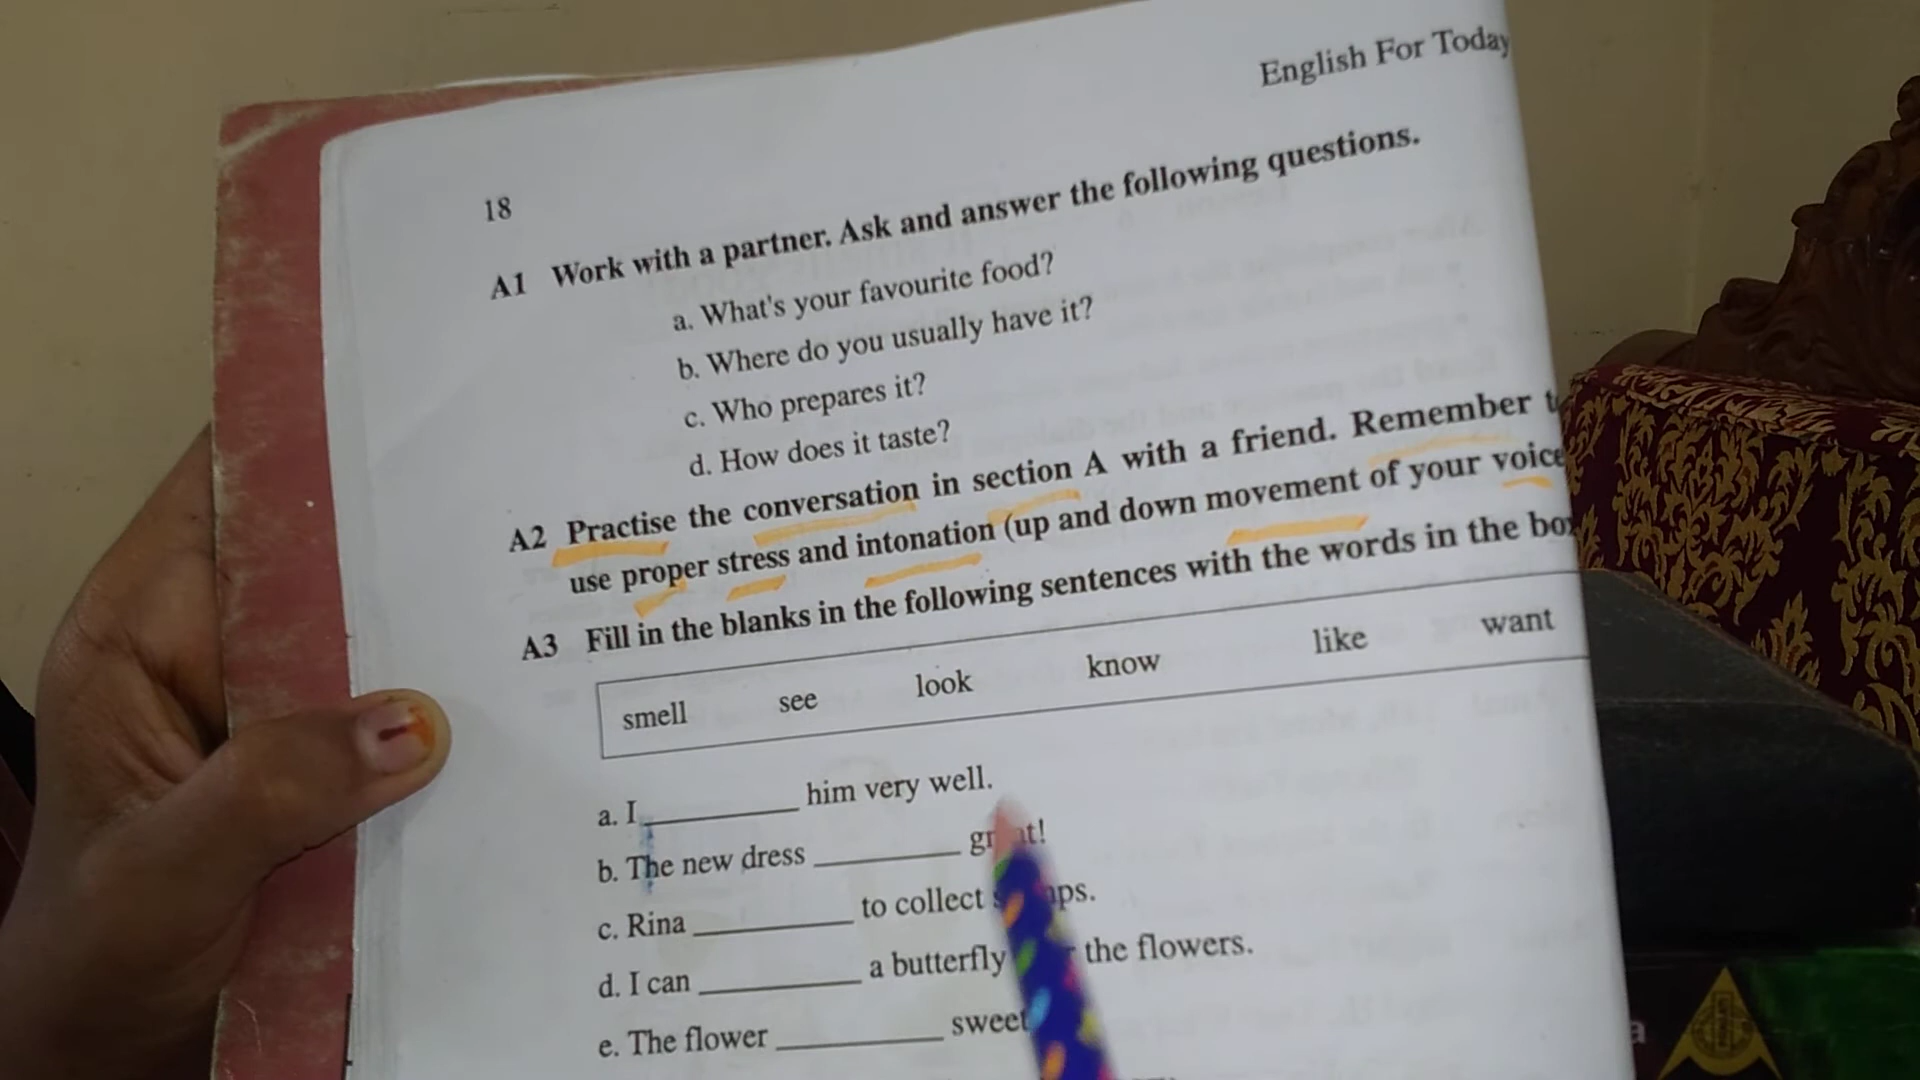 English For Today
18
A1 Work with a partner. Ask and answer the following questions.
a. What's your favourite food?
b. Where do you usually have it?
c. Who prepares it?
d. How does it taste?
A2 Practise the conversation in section A with a friend. Remember
use proper stress and intonation (up and down movement of your voice
A3 Fill in the blanks in the following sentences with the words in the
smell see look know like want
a. I ________ him very well.
b. The new dress ________
c. Rina ________ to collect
d. I can ________ a butterfly the flowers.
e. The flower ________ sweet